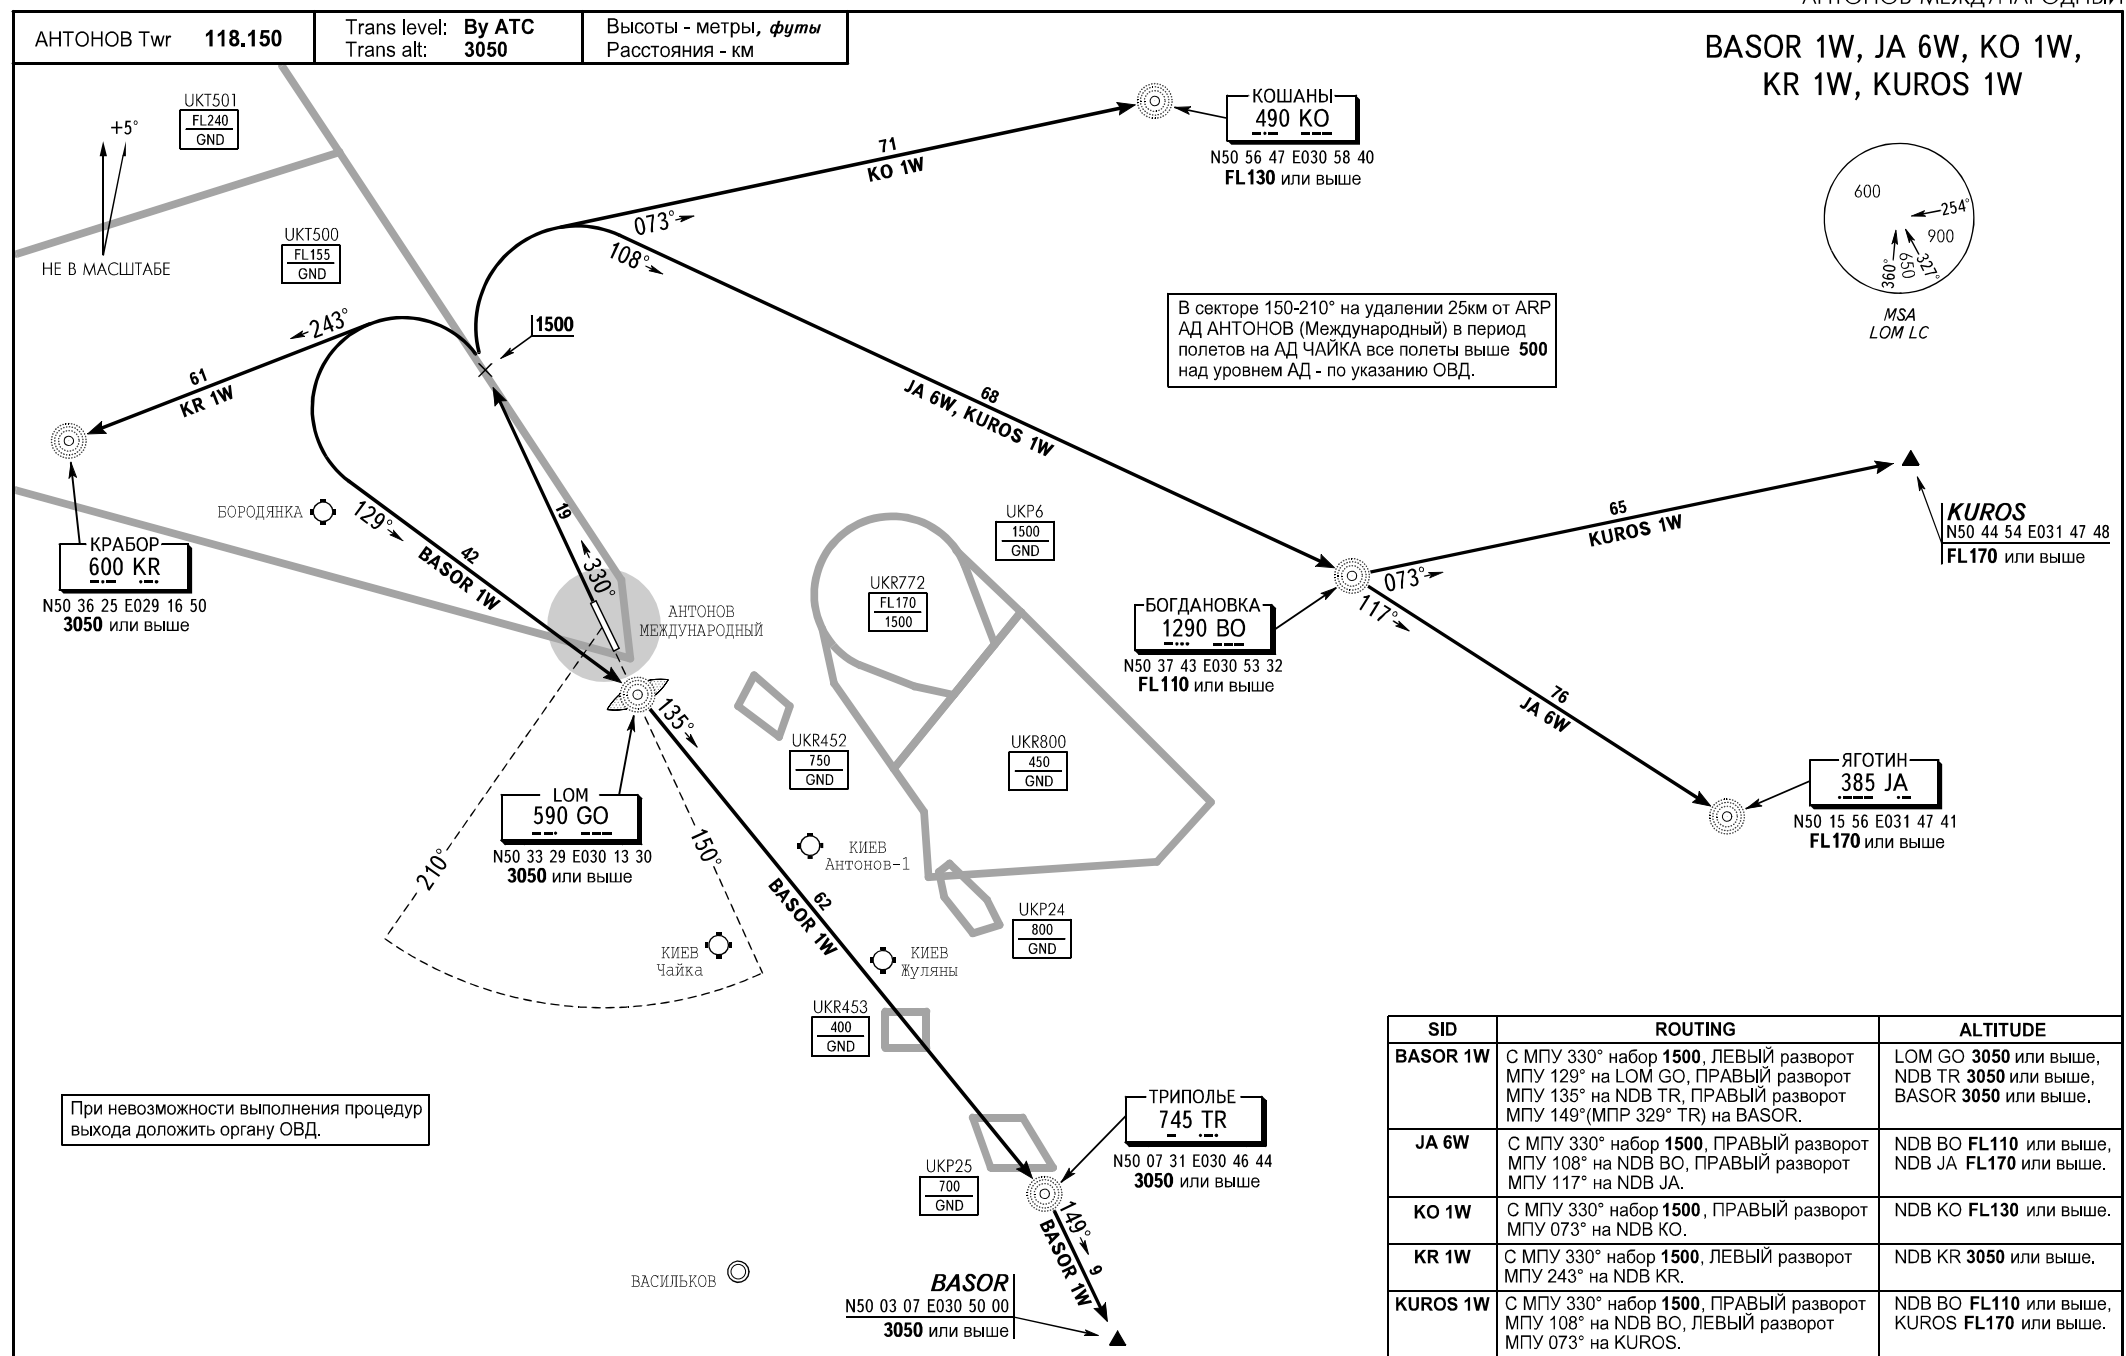 АНТОНОВ МЕЖДУНАРОДНЫЙ
АНТОНОВ Twr 118.150
Trans level: By ATC
Trans alt: 3050
Высоты - метры, футы
Расстояния - км
BASOR 1W, JA 6W, KO 1W,
KR 1W, KUROS 1W
UKT501
FL240
GND
+5°
НЕ В МАСШТАБЕ
UKT500
FL155
GND
КОШАНЫ
490 KO
N50 56 47 E030 58 40
FL130 или выше
71
KO 1W
073°
108°
600
254°
900
360°
650
327°
MSA
LOM LC
243°
1500
61
KR 1W
В секторе 150-210° на удалении 25км от ARP
АД АНТОНОВ (Международный) в период
полетов на АД ЧАЙКА все полеты выше 500
над уровнем АД - по указанию ОВД.
68
JA 6W, KUROS 1W
КРАБОР
600 KR
N50 36 25 E029 16 50
3050 или выше
БОРОДЯНКА
129°
42
BASOR 1W
19
330°
АНТОНОВ
МЕЖДУНАРОДНЫЙ
UKP6
1500
GND
UKR772
FL170
1500
65
KUROS 1W
KUROS
N50 44 54 E031 47 48
FL170 или выше
БОГДАНОВКА
1290 BO
N50 37 43 E030 53 32
FL110 или выше
073°
117°
76
JA 6W
135°
UKR452
750
GND
UKR800
450
GND
ЯГОТИН
385 JA
N50 15 56 E031 47 41
FL170 или выше
LOM
590 GO
N50 33 29 E030 13 30
3050 или выше
210°
150°
КИЕВ
Антонов-1
62
BASOR 1W
UKP24
800
GND
КИЕВ
Чайка
КИЕВ
Жуляны
UKR453
400
GND
При невозможности выполнения процедур
выхода доложить органу ОВД.
ТРИПОЛЬЕ
745 TR
N50 07 31 E030 46 44
3050 или выше
UKP25
700
GND
149°
9
BASOR 1W
ВАСИЛЬКОВ
BASOR
N50 03 07 E030 50 00
3050 или выше
SID ROUTING ALTITUDE
BASOR 1W С МПУ 330° набор 1500, ЛЕВЫЙ разворот LOM GO 3050 или выше,
МПУ 129° на LOM GO, ПРАВЫЙ разворот NDB TR 3050 или выше,
МПУ 135° на NDB TR, ПРАВЫЙ разворот BASOR 3050 или выше.
МПУ 149°(МПР 329° TR) на BASOR.
JA 6W С МПУ 330° набор 1500, ПРАВЫЙ разворот NDB BO FL110 или выше,
МПУ 108° на NDB BO, ПРАВЫЙ разворот NDB JA FL170 или выше.
МПУ 117° на NDB JA.
KO 1W С МПУ 330° набор 1500, ПРАВЫЙ разворот NDB KO FL130 или выше.
МПУ 073° на NDB KO.
KR 1W С МПУ 330° набор 1500, ЛЕВЫЙ разворот NDB KR 3050 или выше.
МПУ 243° на NDB KR.
KUROS 1W С МПУ 330° набор 1500, ПРАВЫЙ разворот NDB BO FL110 или выше,
МПУ 108° на NDB BO, ЛЕВЫЙ разворот KUROS FL170 или выше.
МПУ 073° на KUROS.